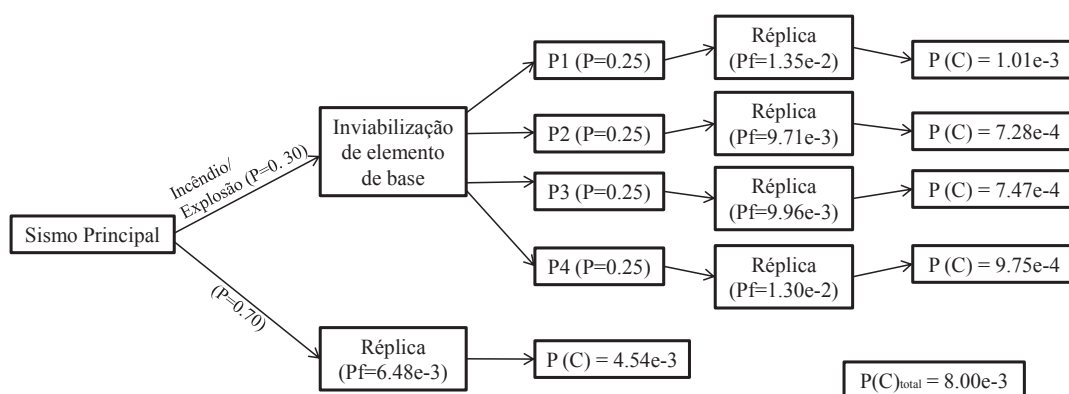 Sismo Principal
Incêndio/
Explosão (P=0.30)
(P=0.70)
Inviabilização
de elemento
de base
P1 (P=0.25)
Réplica
(Pf=1.35e-2)
P (C) = 1.01e-3
P2 (P=0.25)
Réplica
(Pf=9.71e-3)
P (C) = 7.28e-4
P3 (P=0.25)
Réplica
(Pf=9.96e-3)
P (C) = 7.47e-4
P4 (P=0.25)
Réplica
(Pf=1.30e-2)
P (C) = 9.75e-4
Réplica
(Pf=6.48e-3)
P (C) = 4.54e-3
P(C)total = 8.00e-3